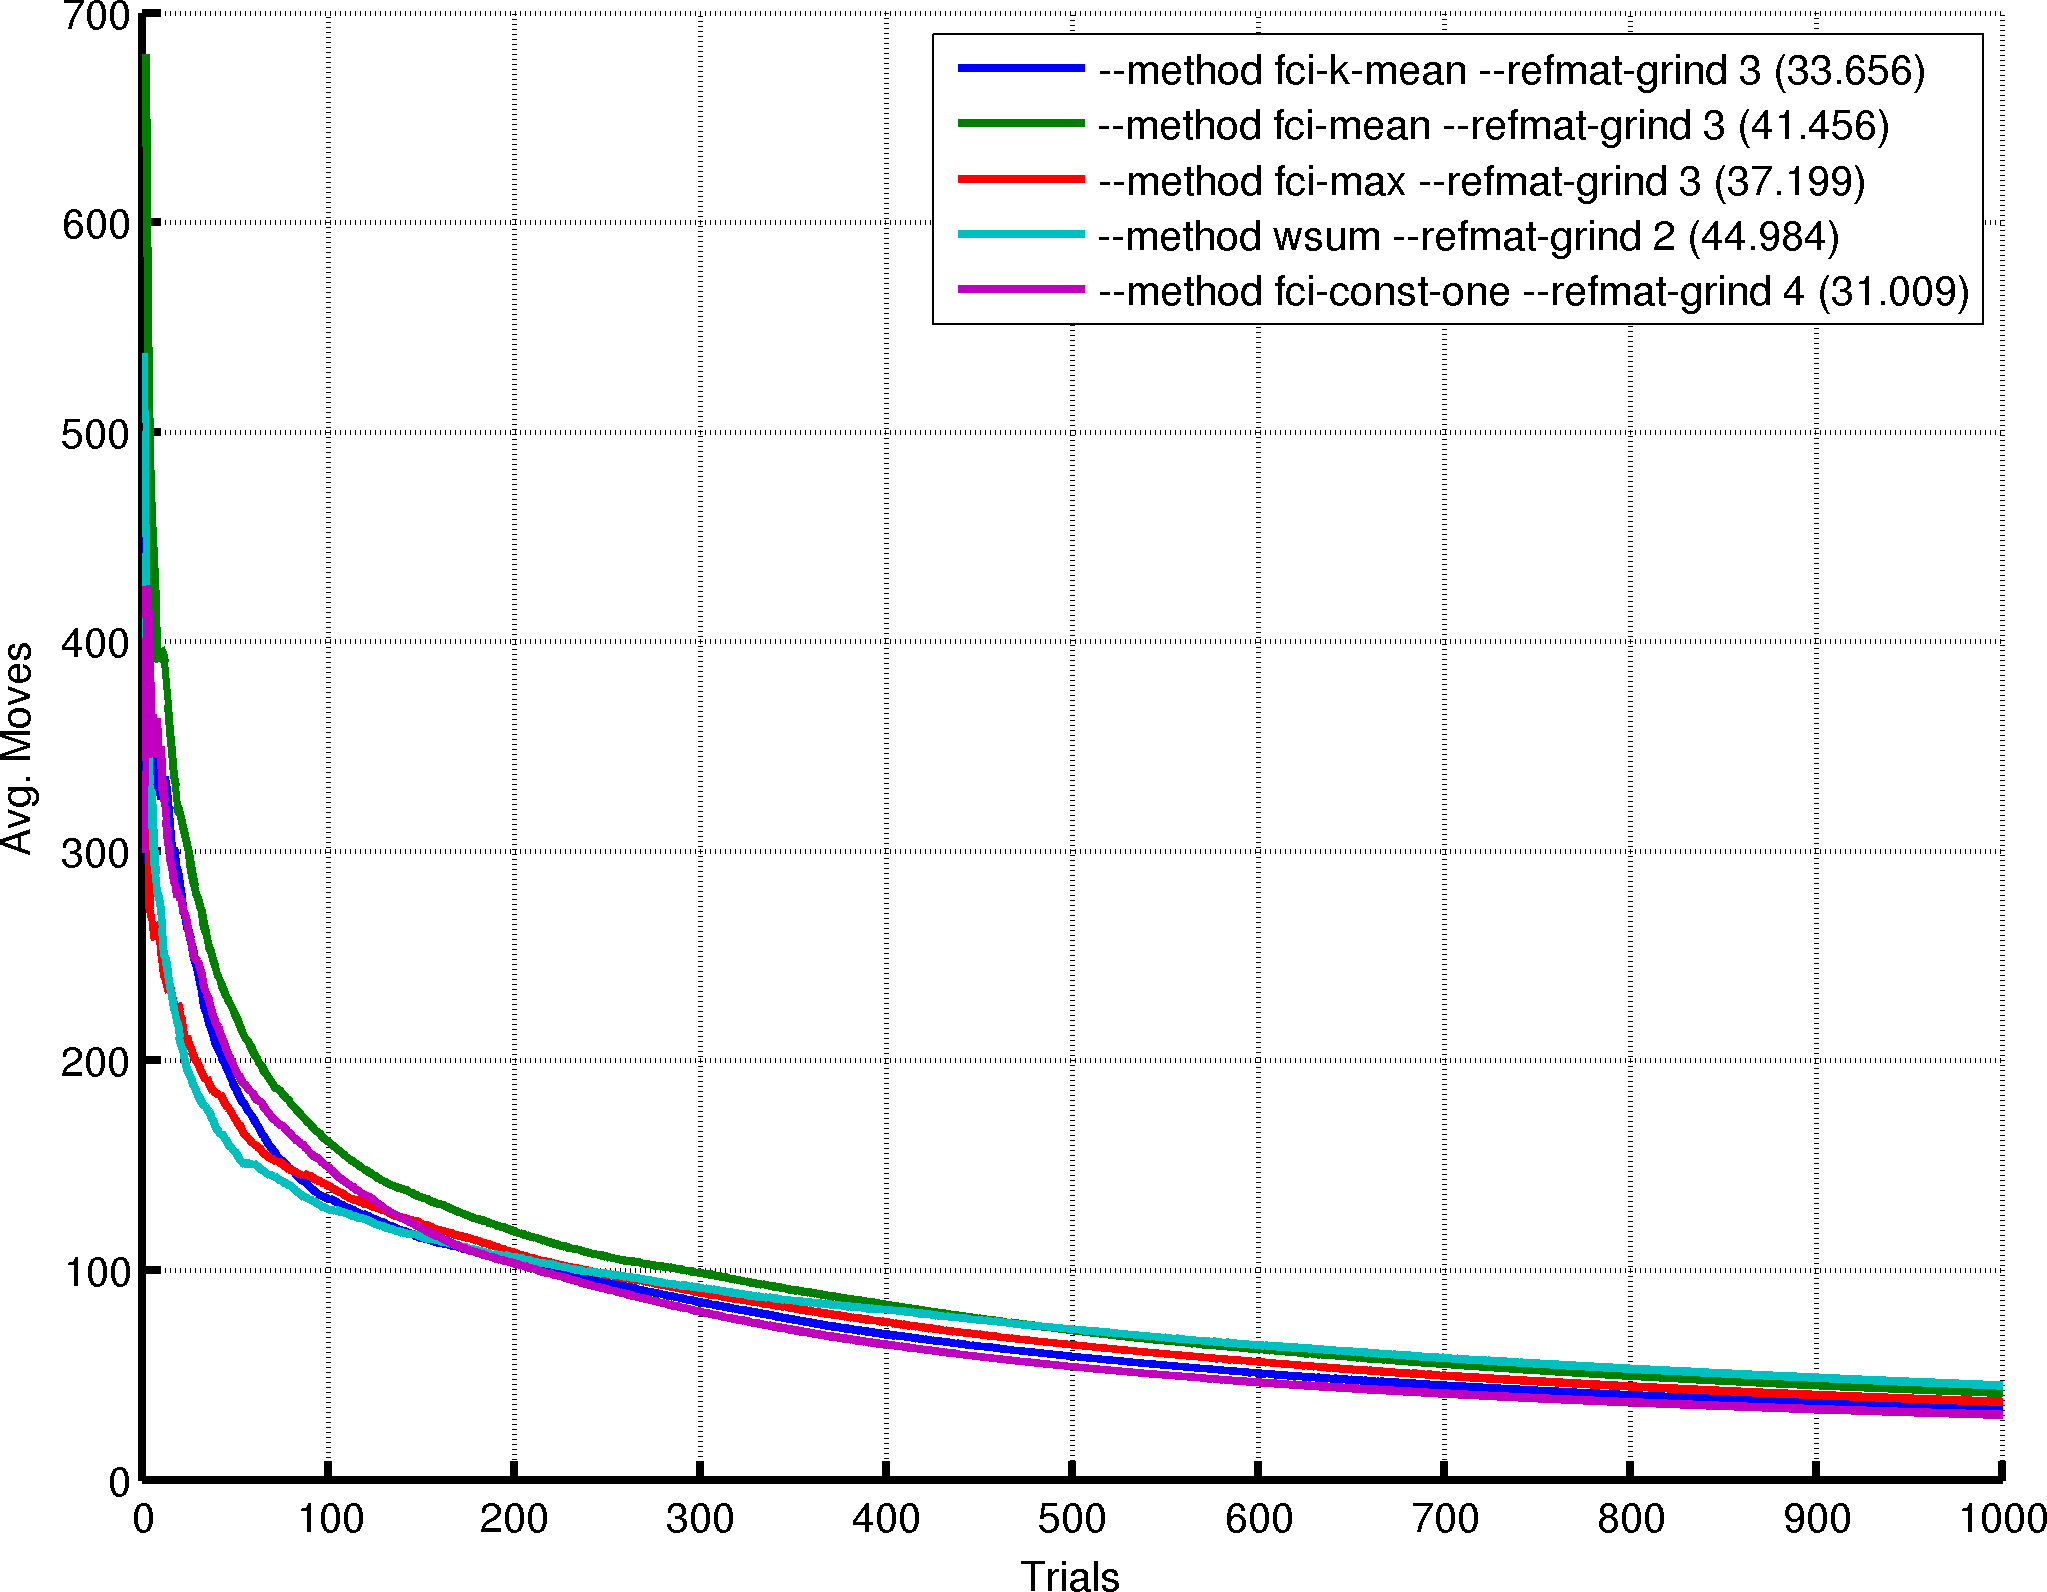 700
600
500
400
300
200
100
0
Avg. Moves
--method fci-k-mean --refmat-grind 3 (33.656)
--method fci-mean --refmat-grind 3 (41.456)
--method fci-max --refmat-grind 3 (37.199)
--method wsum --refmat-grind 2 (44.984)
--method fci-const-one --refmat-grind 4 (31.009)
0 100 200 300 400 500 600 700 800 900 1000
Trials